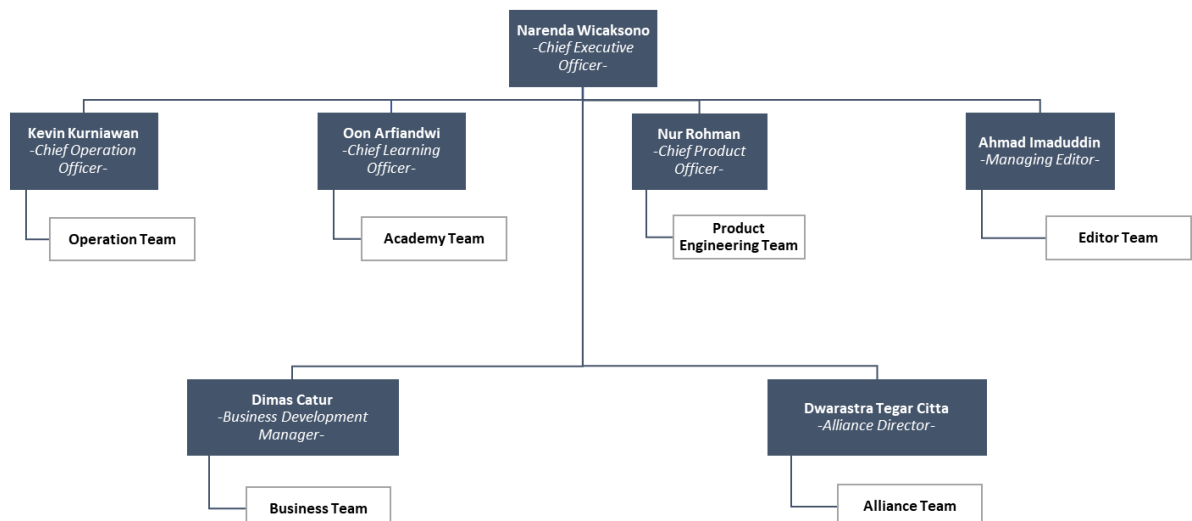 Narenda Wicaksono
-Chief Executive
Officer-
Kevin Kurniawan
-Chief Operation
Officer-
Oon Arfiandwi
-Chief Learning
Officer-
Nur Rohman
-Chief Product
Officer-
Ahmad Imaduddin
-Managing Editor-
Operation Team
Academy Team
Product
Engineering Team
Editor Team
Dimas Catur
-Business Development
Manager-
Dwarastra Tegar Citta
-Alliance Director-
Business Team
Alliance Team